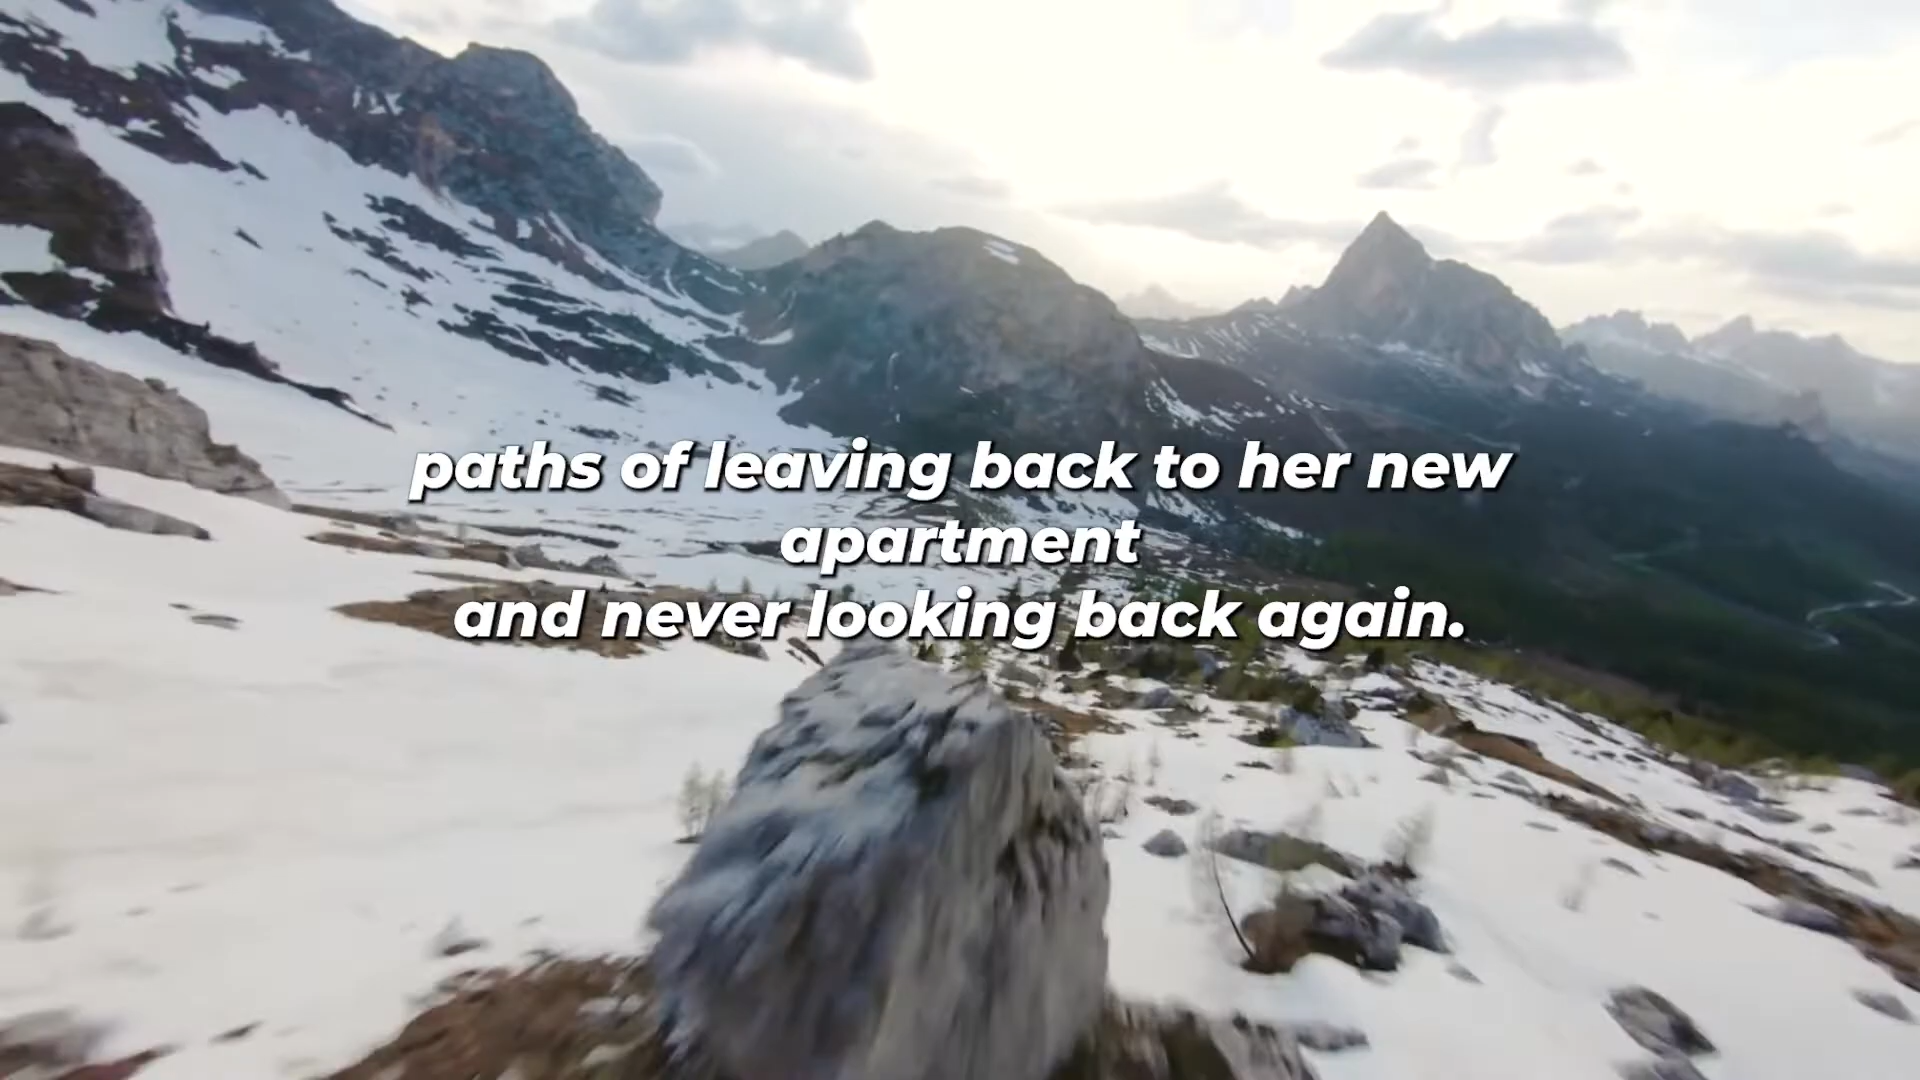 paths of leaving back to her new
apartment
and never looking back again.